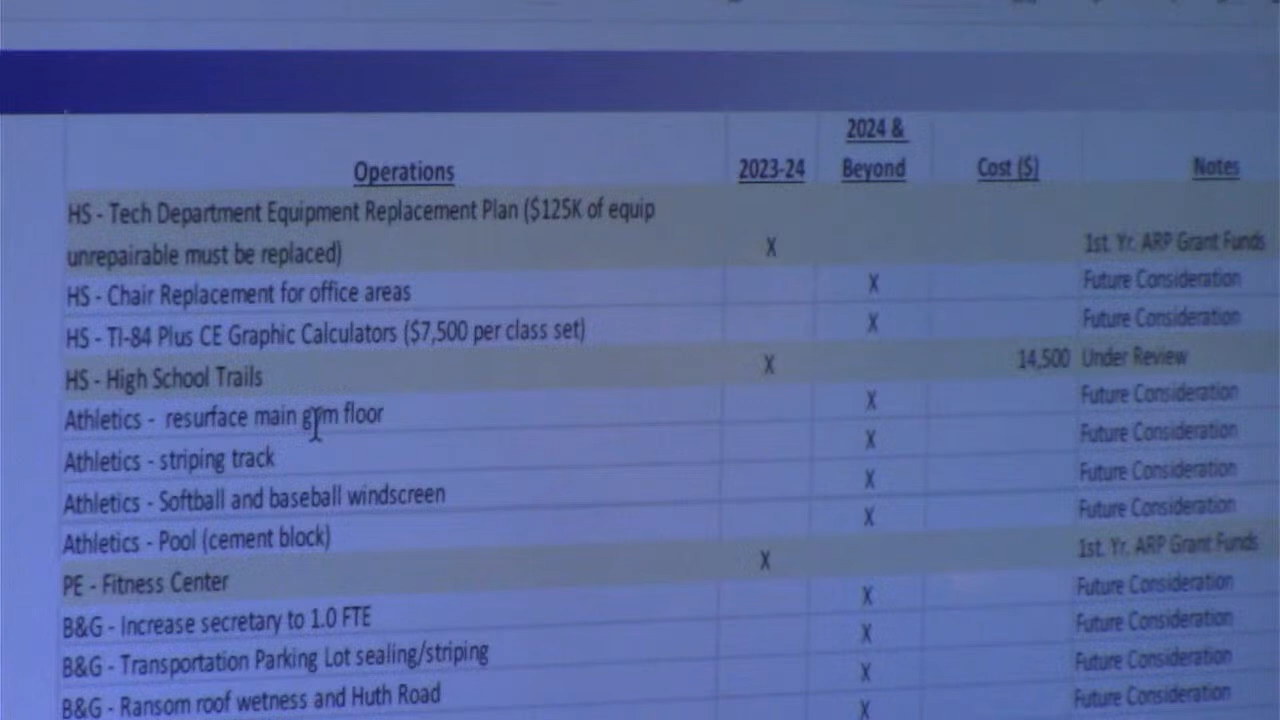 2024 &
Operations 2023-24 Beyond Cost ($) Notes
HS - Tech Department Equipment Replacement Plan ($125K of equip
unrepairable must be replaced) X 1st. Yr. ARP Grant Funds
HS - Chair Replacement for office areas X Future Consideration
HS - TI-84 Plus CE Graphic Calculators ($7,500 per class set) X Future Consideration
HS - High School Trails X 14,500 Under Review
Athletics - resurface main gym floor X Future Consideration
Athletics - striping track X Future Consideration
Athletics - Softball and baseball windscreen X Future Consideration
Athletics - Pool (cement block) X Future Consideration
PE - Fitness Center X 1st. Yr. ARP Grant Funds
B&G - Increase secretary to 1.0 FTE X Future Consideration
B&G - Transportation Parking Lot sealing/striping X Future Consideration
B&G - Ransom roof wetness and Huth Road X Future Consideration
X Future Consideration